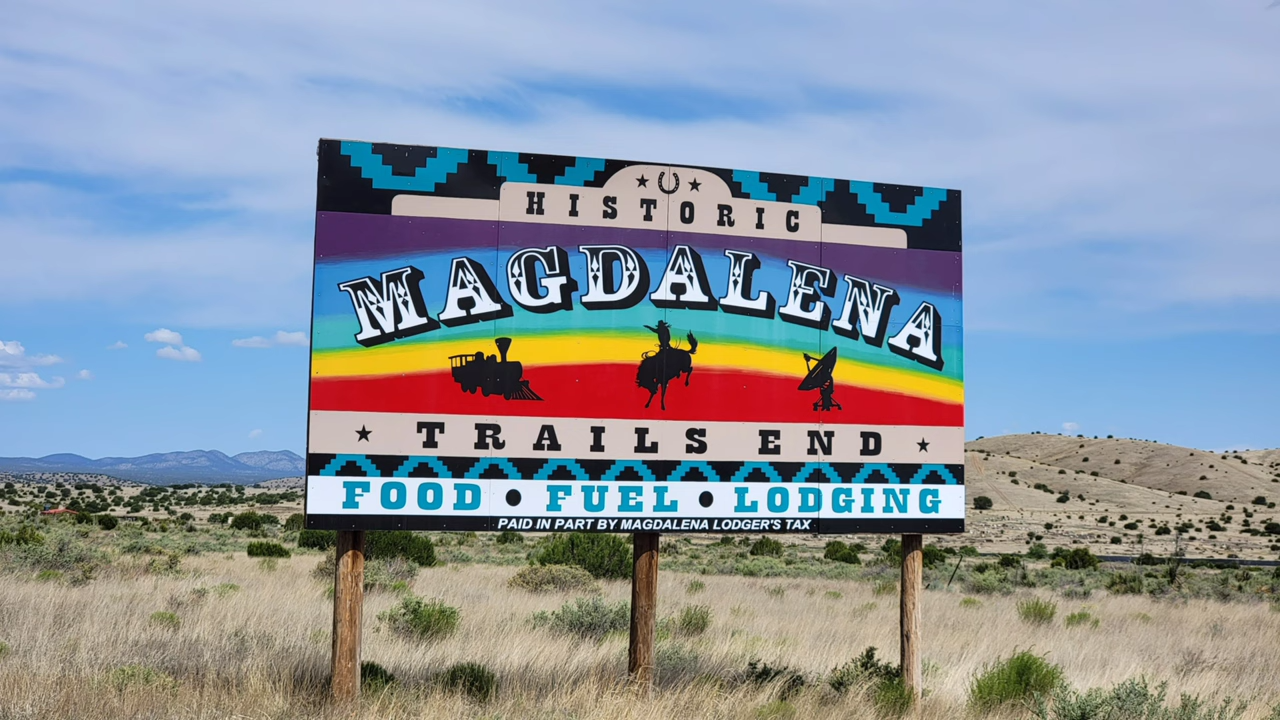 HISTORIC
MAGDALENA
TRAILS END
FOOD • FUEL • LODGING
PAID IN PART BY MAGDALENA LODGER'S TAX